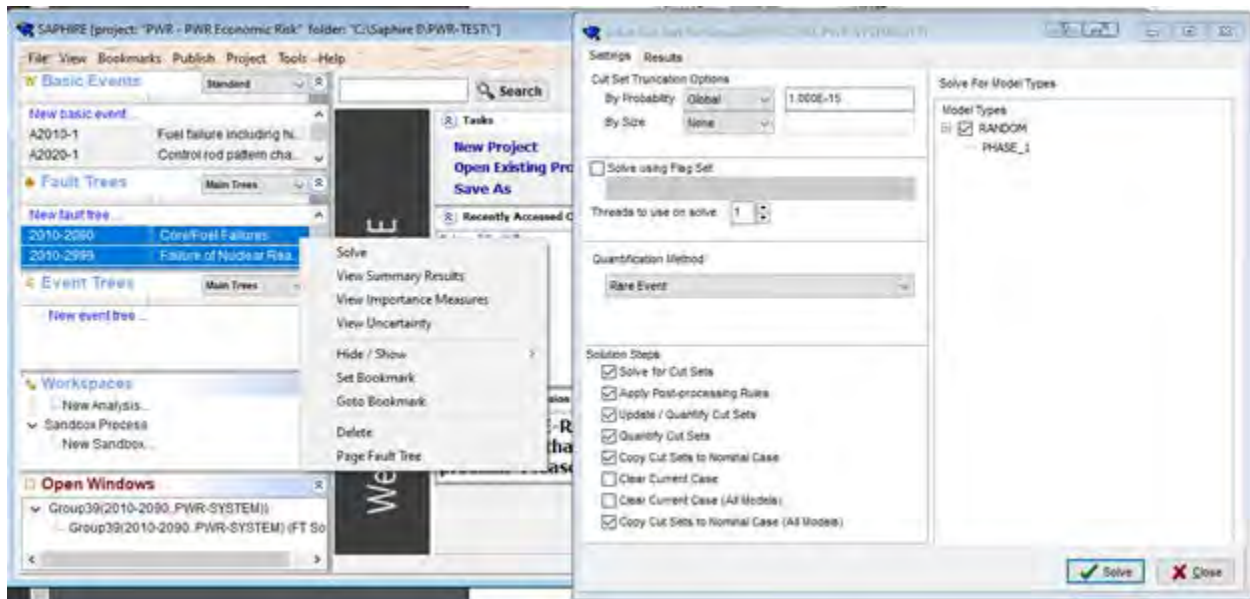 SAPHIRE [project: "PWR - PWR Economic Risk" folder: "C:\Saphire 8\PWR-TEST\"]
File View Bookmarks Publish Project Tools Help
Basic Events Standard
New basic event ...
A2010-1 Fuel failure including hi...
A2020-1 Control rod pattern cha...
Fault Trees Main Trees
New fault tree ...
2010-2090 Core/Fuel Failures
2010-2999 Failure of Nuclear Rea...
Event Trees Main Trees
New event tree ...
Workspaces
New Analysis...
Sandbox Process
New Sandbox...
Open Windows
Group39(2010-2090..PWR-SYSTEM))
Group39(2010-2090..PWR-SYSTEM) (FT So
Search
Tasks
New Project
Open Existing Pro
Save As
Recently Accessed
We
Solve
View Summary Results
View Importance Measures
View Uncertainty
Hide / Show
Set Bookmark
Goto Bookmark
Delete
Page Fault Tree
Settings Results
Cut Set Truncation Options
By Probability Global 1.000E-15
By Size None
Solve using Flag Set
Threads to use on solve 1
Quantification Method
Rare Event
Solution Steps
Solve for Cut Sets
Apply Post-processing Rules
Update / Quantify Cut Sets
Quantify Cut Sets
Copy Cut Sets to Nominal Case
Clear Current Case
Clear Current Case (All Models)
Copy Cut Sets to Nominal Case (All Models)
Solve For Model Types
Model Types
RANDOM
PHASE_1
Solve Close